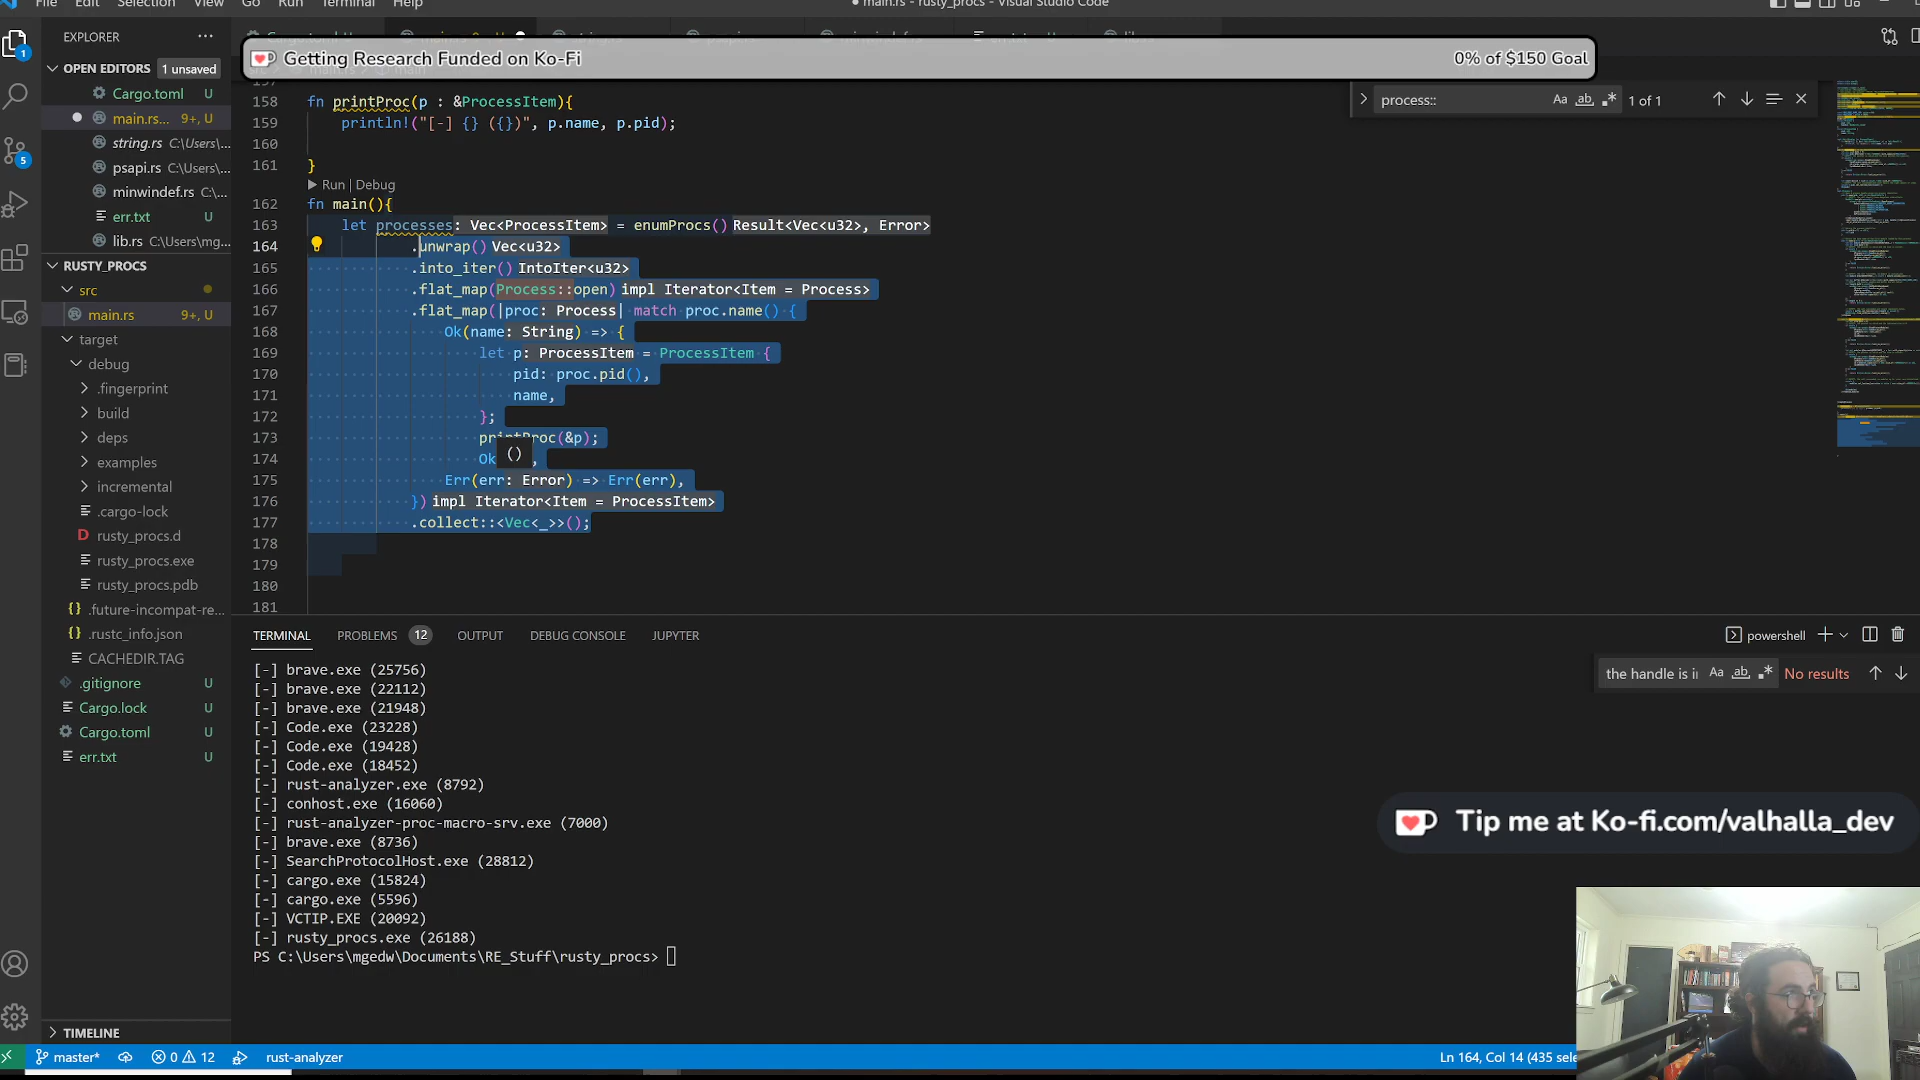 File Edit Selection View Go Run Terminal Help
main.rs - rusty_procs - Visual Studio Code
EXPLORER
Getting Research Funded on Ko-Fi
0% of $150 Goal
OPEN EDITORS
1 unsaved
Cargo.toml U
main.rs... 9+, U
string.rs C:\Users\...
psapi.rs C:\Users\...
minwindef.rs C:\...
err.txt U
lib.rs C:\Users\mg...
RUSTY_PROCS
src
main.rs 9+, U
target
debug
.fingerprint
build
deps
examples
incremental
.cargo-lock
rusty_procs.d
rusty_procs.exe
rusty_procs.pdb
.future-incompat-re...
.rustc_info.json
CACHEDIR.TAG
.gitignore U
Cargo.lock U
Cargo.toml U
err.txt U
TIMELINE
process::
1 of 1
158 fn printProc(p : &ProcessItem){
159 println!("[-] {} ({})", p.name, p.pid);
160
161 }
Run | Debug
162 fn main(){
163 let processes: Vec<ProcessItem> = enumProcs() Result<Vec<u32>, Error>
164 .unwrap() Vec<u32>
165 .into_iter() IntoIter<u32>
166 .flat_map(Process::open) impl Iterator<Item = Process>
167 .flat_map(|proc: Process| match proc.name() {
168 Ok(name: String) => {
169 let p: ProcessItem = ProcessItem {
170 pid: proc.pid(),
171 name,
172 };
173 printProc(&p);
174 Ok () ,
175 Err(err: Error) => Err(err),
176 }) impl Iterator<Item = ProcessItem>
177 .collect::<Vec<_>>();
178
179
180
181
TERMINAL PROBLEMS 12 OUTPUT DEBUG CONSOLE JUPYTER
powershell
the handle is i
No results
[-] brave.exe (25756)
[-] brave.exe (22112)
[-] brave.exe (21948)
[-] Code.exe (23228)
[-] Code.exe (19428)
[-] Code.exe (18452)
[-] rust-analyzer.exe (8792)
[-] conhost.exe (16060)
[-] rust-analyzer-proc-macro-srv.exe (7000)
[-] brave.exe (8736)
[-] SearchProtocolHost.exe (28812)
[-] cargo.exe (15824)
[-] cargo.exe (5596)
[-] VCTIP.EXE (20092)
[-] rusty_procs.exe (26188)
PS C:\Users\mgedw\Documents\RE_Stuff\rusty_procs>
Tip me at Ko-fi.com/valhalla_dev
master* 0 12 rust-analyzer
Ln 164, Col 14 (435 sele